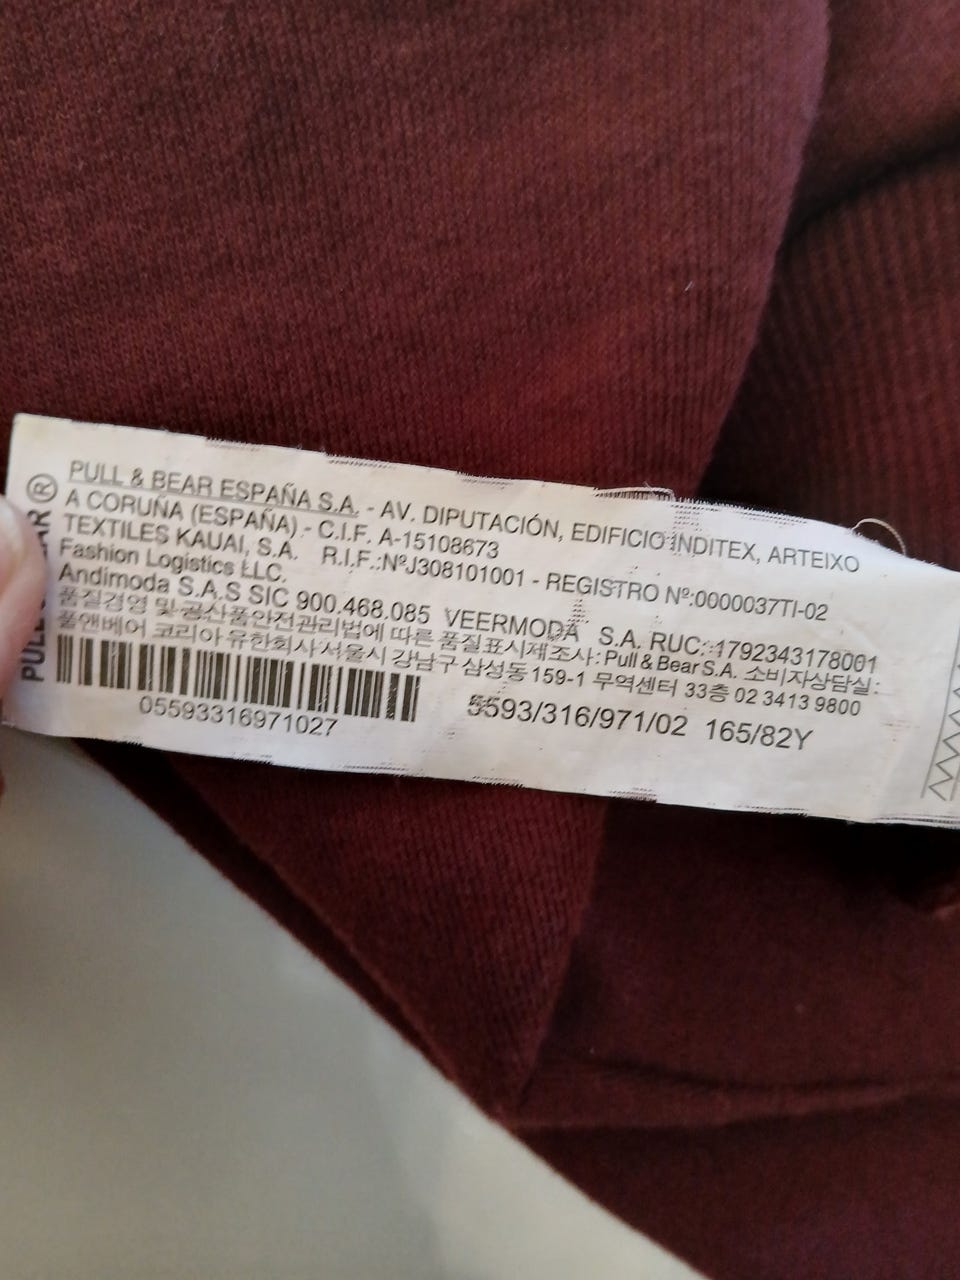 PULL & BEAR ESPAÑA S.A. - AV. DIPUTACIÓN, EDIFICIO INDITEX, ARTEIXO
A CORUÑA (ESPAÑA) - C.I.F. A-15108673
TEXTILES KAUAI, S.A. R.I.F.:NºJ308101001 - REGISTRO Nº:0000037TI-02
Fashion Logistics LLC.
Andimoda S.A.S SIC 900.468.085 VEERMODA S.A. RUC: 1792343178001
품질경영 및 공산품안전관리법에 따른 품질표시제조사: Pull & Bear S.A. 소비자상담실:
풀앤베어 코리아 유한회사 서울시 강남구 삼성동 159-1 무역센터 33층 02 3413 9800
05593316971027
5593/316/971/02 165/82Y